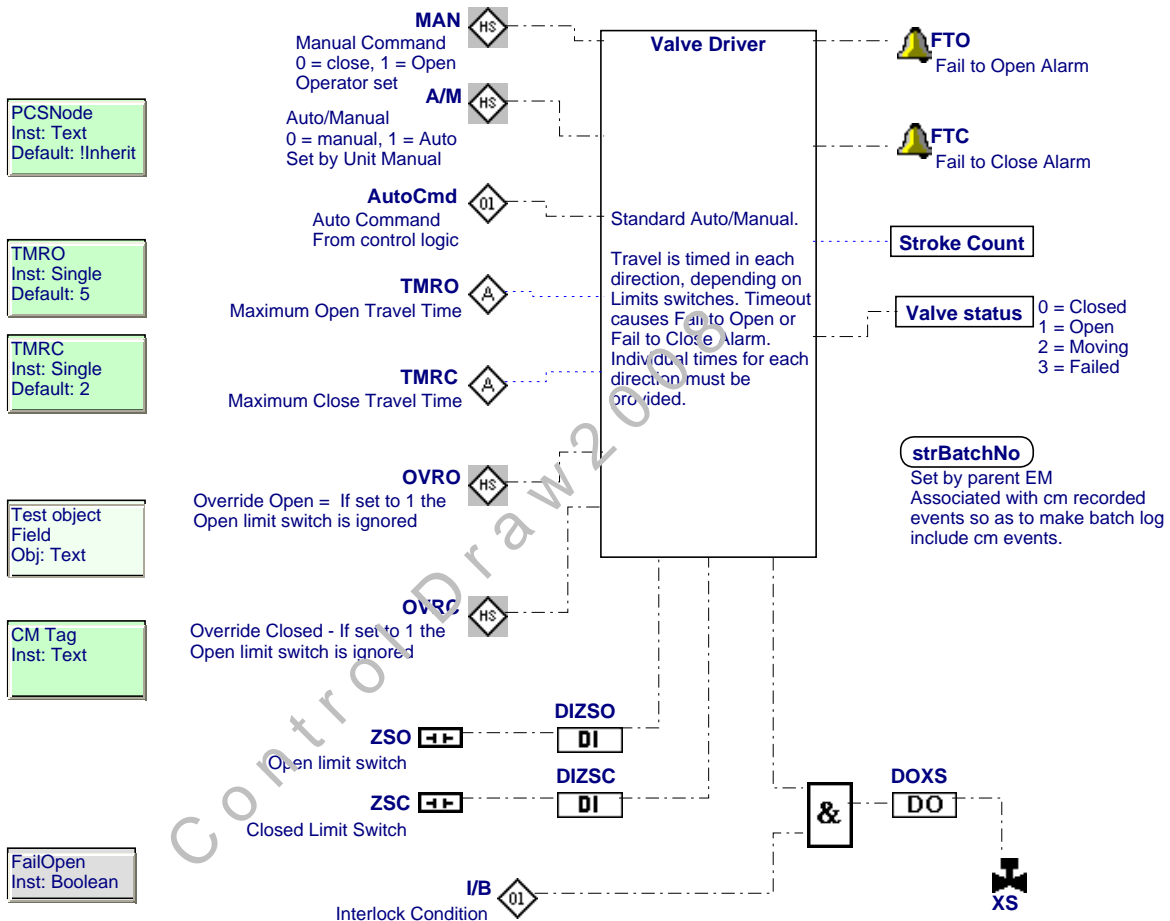 MAN
Manual Command
0 = close, 1 = Open
Operator set
HS
A/M
Auto/Manual
0 = manual, 1 = Auto
Set by Unit Manual
HS
AutoCmd
Auto Command
From control logic
01
TMRO
Maximum Open Travel Time
A
TMRC
Maximum Close Travel Time
A
OVRO
Override Open =  If set to 1 the
Open limit switch is ignored
HS
OVRC
Override Closed - If set to 1 the
Open limit switch is ignored
HS
PCSNode
Inst: Text
Default: !Inherit
TMRO
Inst: Single
Default: 5
TMRC
Inst: Single
Default: 2
Test object
Field
Obj: Text
CM Tag
Inst: Text
FailOpen
Inst: Boolean
Valve Driver
Standard Auto/Manual.
Travel is timed in each
direction, depending on
Limits switches. Timeout
causes Fail to Open or
Fail to Close Alarm.
Individual times for each
direction must be
provided.
FTO
Fail to Open Alarm
FTC
Fail to Close Alarm
Stroke Count
Valve status
0 = Closed
1 = Open
2 = Moving
3 = Failed
strBatchNo
Set by parent EM
Associated with cm recorded
events so as to make batch log
include cm events.
ZSO
Open limit switch
DIZSO
DI
ZSC
Closed Limit Switch
DIZSC
DI
I/B
Interlock Condition
01
&
DOXS
DO
XS
ControlDraw2008